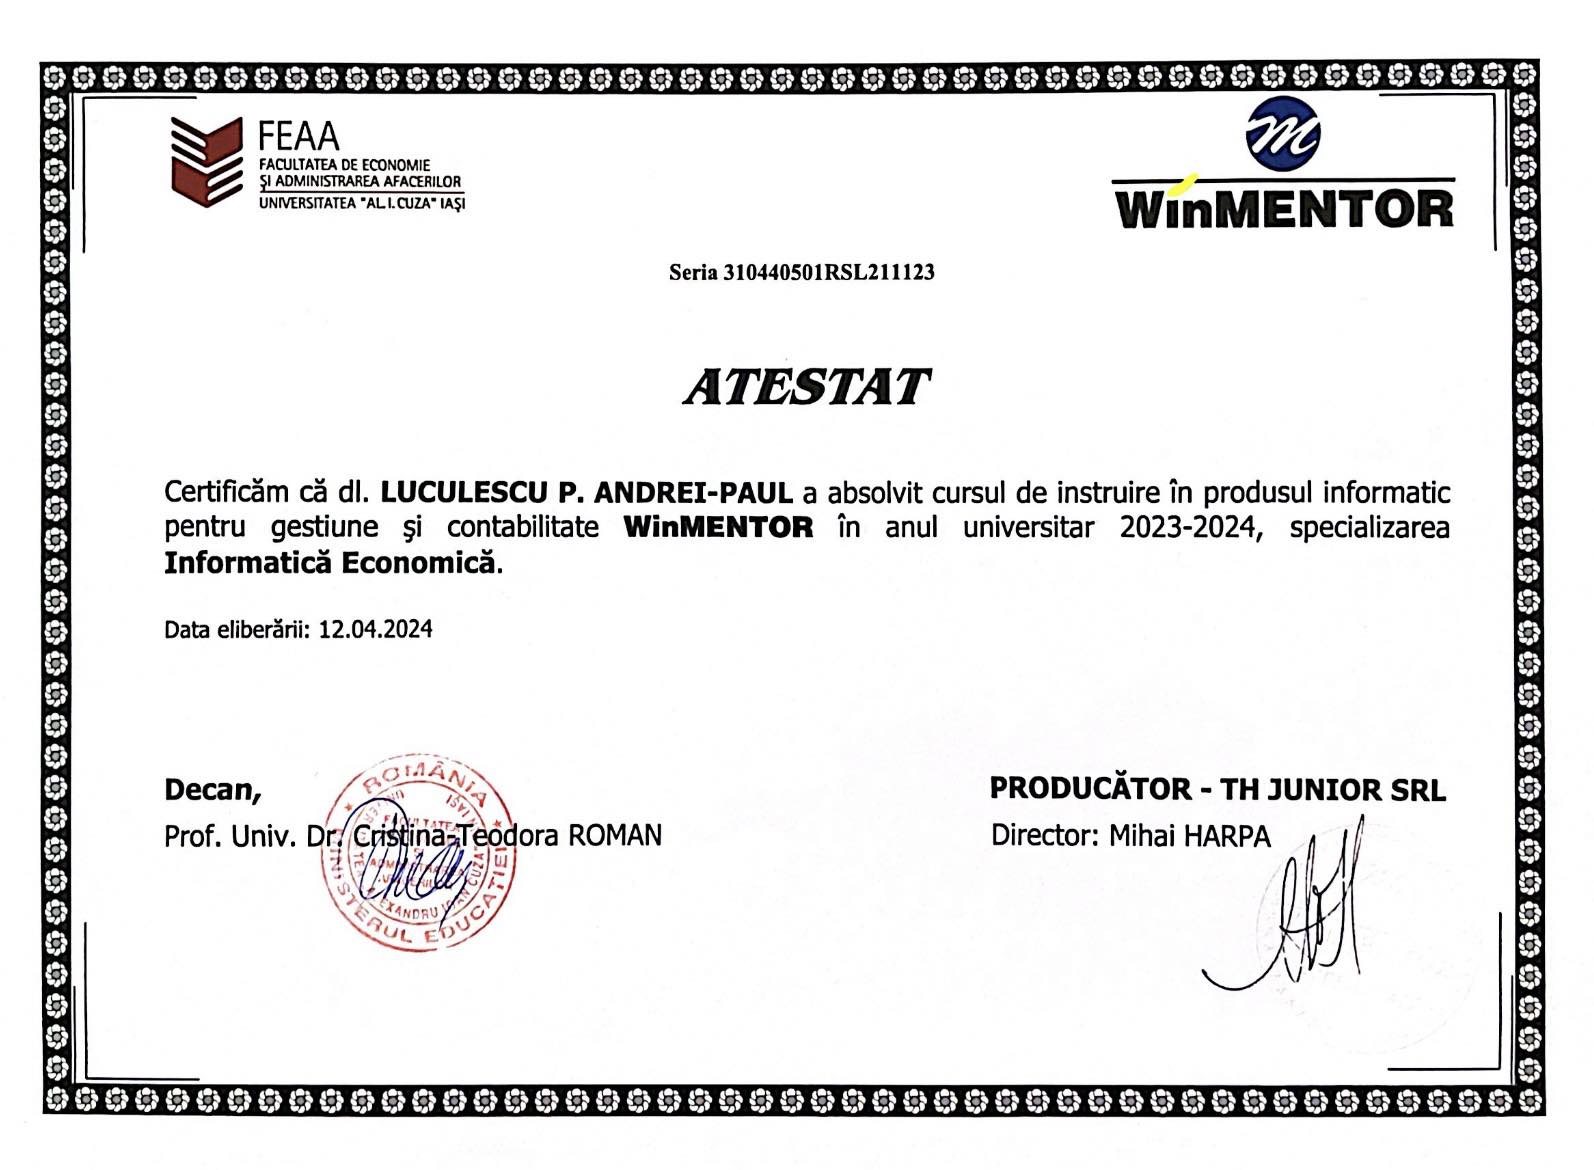 FEAA
FACULTATEA DE ECONOMIE
ŞI ADMINISTRAREA AFACERILOR
UNIVERSITATEA "AL.I. CUZA" IAŞI
m
WinMENTOR
Seria 310440501RSL211123
ATESTAT
Certificăm că dl. LUCULESCU P. ANDREI-PAUL a absolvit cursul de instruire în produsul informatic
pentru gestiune şi contabilitate WinMENTOR în anul universitar 2023-2024, specializarea
Informatică Economică.
Data eliberării: 12.04.2024
Decan,
Prof. Univ. Dr. Cristina-Teodora ROMAN
ROMÂNIA
MINISTERUL EDUCAŢIEI
FACULTATEA
PRODUCĂTOR - TH JUNIOR SRL
Director: Mihai HARPA